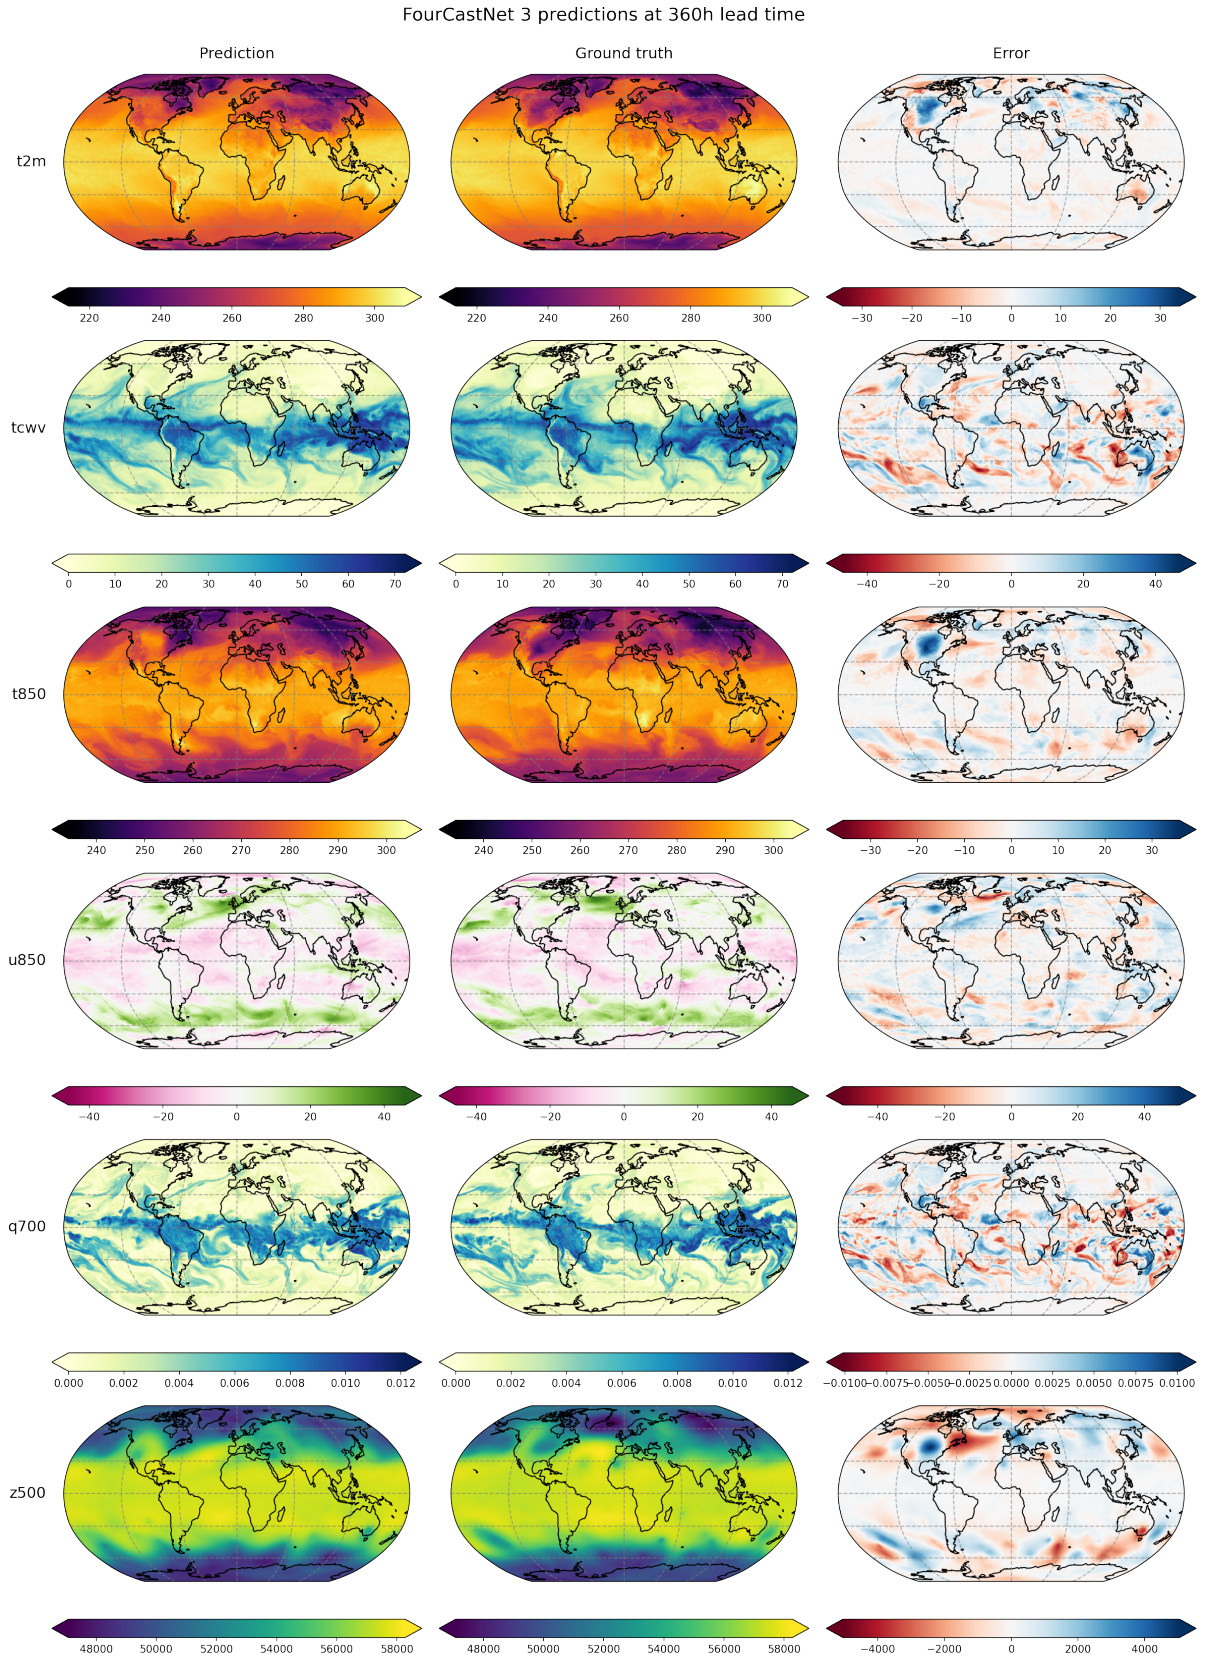 FourCastNet 3 predictions at 360h lead time
Prediction Ground truth Error
t2m
220 240 260 280 300 220 240 260 280 300 −30 −20 −10 0 10 20 30
tcwv
0 10 20 30 40 50 60 70 0 10 20 30 40 50 60 70 −40 −20 0 20 40
t850
240 250 260 270 280 290 300 240 250 260 270 280 290 300 −30 −20 −10 0 10 20 30
u850
−40 −20 0 20 40 −40 −20 0 20 40 −40 −20 0 20 40
q700
0.000 0.002 0.004 0.006 0.008 0.010 0.012 0.000 0.002 0.004 0.006 0.008 0.010 0.012 −0.0100 −0.0075 −0.0050 −0.0025 0.0000 0.0025 0.0050 0.0075 0.0100
z500
48000 50000 52000 54000 56000 58000 48000 50000 52000 54000 56000 58000 −4000 −2000 0 2000 4000